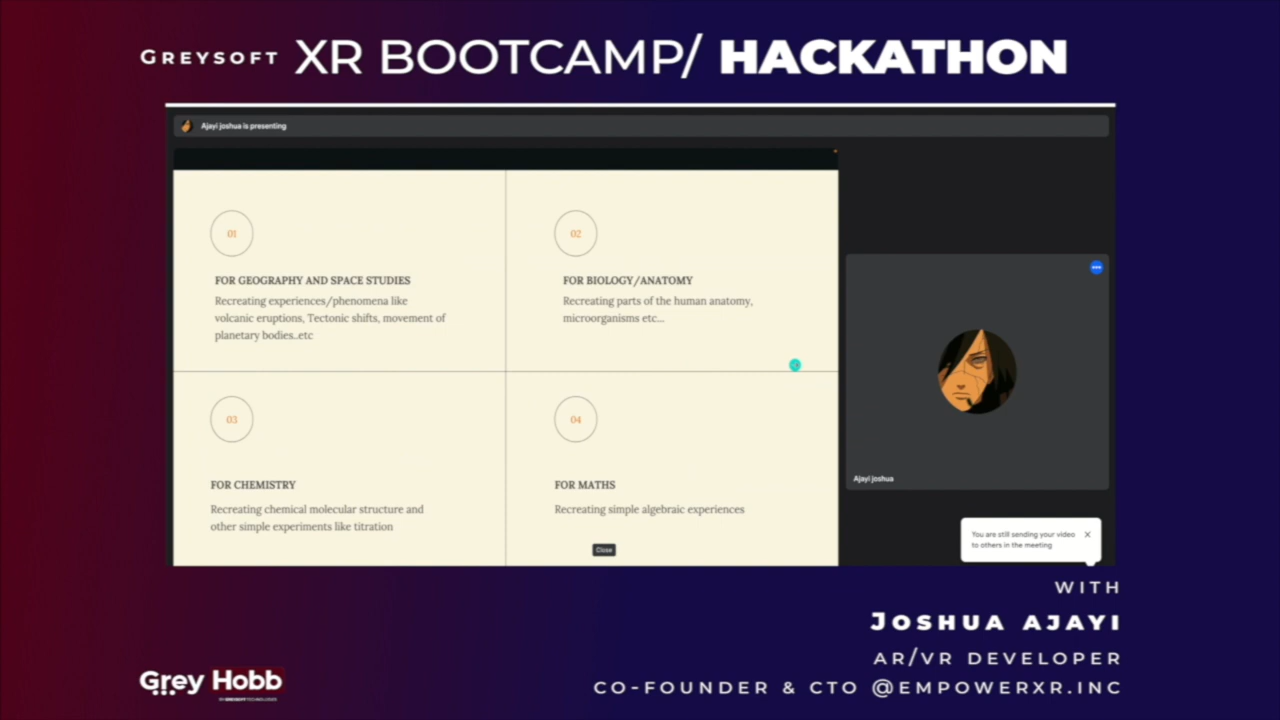 GREYSOFT XR BOOTCAMP/ HACKATHON
Ajayi joshua is presenting
01
FOR GEOGRAPHY AND SPACE STUDIES
Recreating experiences/phenomena like
volcanic eruptions, Tectonic shifts, movement of
planetary bodies..etc
02
FOR BIOLOGY/ANATOMY
Recreating parts of the human anatomy,
microorganisms etc...
03
FOR CHEMISTRY
Recreating chemical molecular structure and
other simple experiments like titration
04
FOR MATHS
Recreating simple algebraic experiences
Close
Ajayi joshua
You are still sending your video
to others in the meeting
WITH
JOSHUA AJAYI
AR/VR DEVELOPER
CO-FOUNDER & CTO @EMPOWERXR.INC
Grey Hobb
BY GREYSOFT TECHNOLOGIES